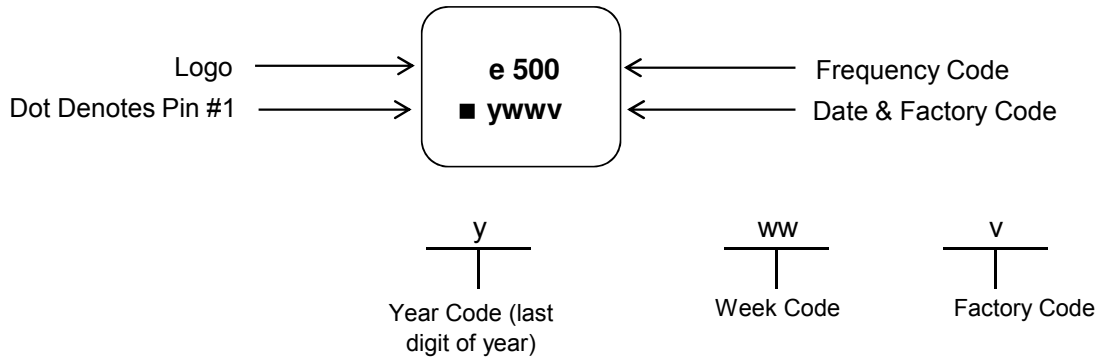 Logo
e 500
Frequency Code
Dot Denotes Pin #1
■ ywwv
Date & Factory Code
y
ww
v
Year Code (last
digit of year)
Week Code
Factory Code